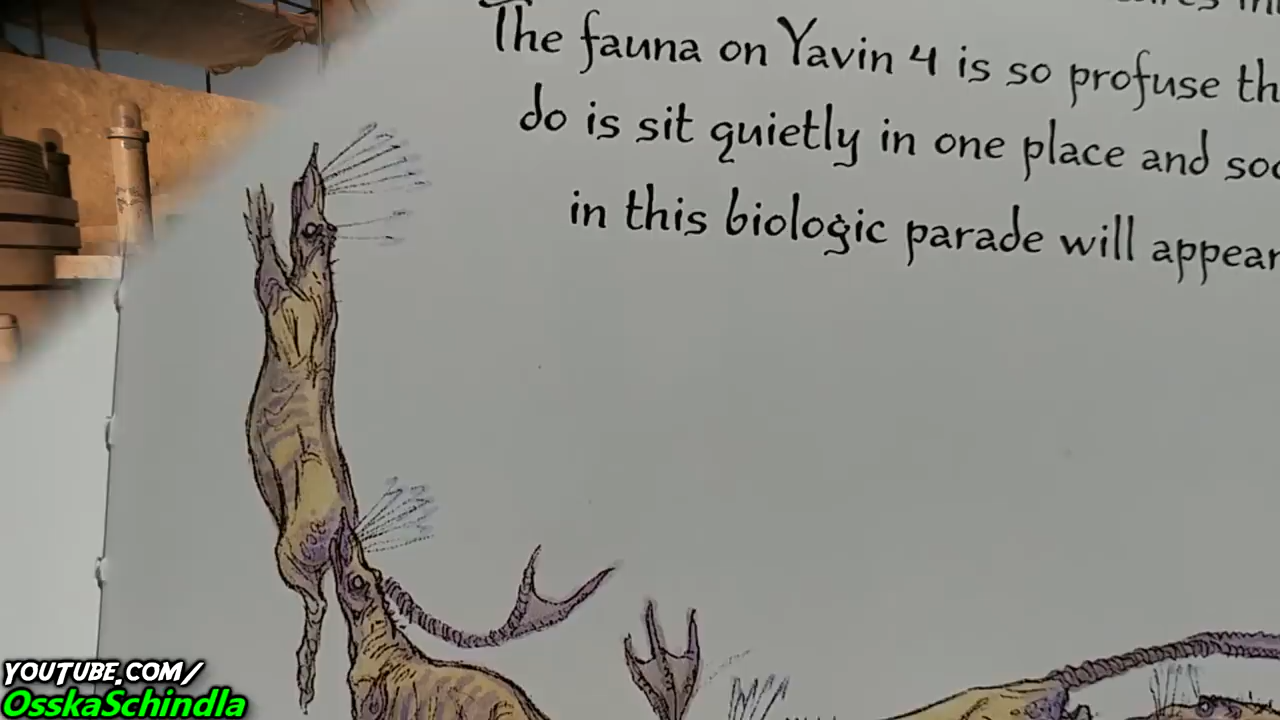 The fauna on Yavin 4 is so profuse
do is sit quietly in one place and
in this biologic parade will appear
YOUTUBE.COM/
OsskaSchindla